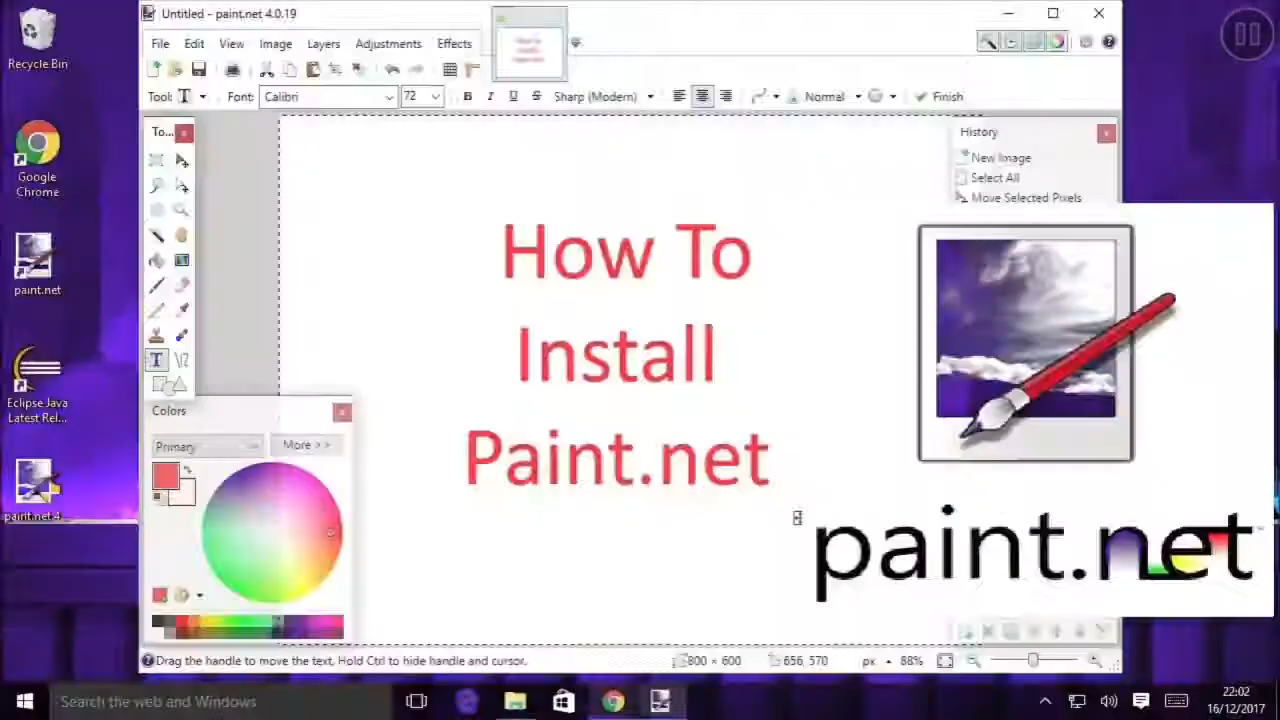 Recycle Bin
Google
Chrome
paint.net
Eclipse Java
Latest Rel...
paint.net 4....
Untitled - paint.net 4.0.19
File Edit View Image Layers Adjustments Effects
Tool: T Font: Calibri 72 B I U S Sharp (Modern) Normal Finish
To...
T
History
New Image
Select All
Move Selected Pixels
How To
Install
Paint.net
paint.net
Colors
Primary More >>
Drag the handle to move the text. Hold Ctrl to hide handle and cursor. 800 × 600 656, 570 px 88%
Search the web and Windows
22:02
16/12/2017